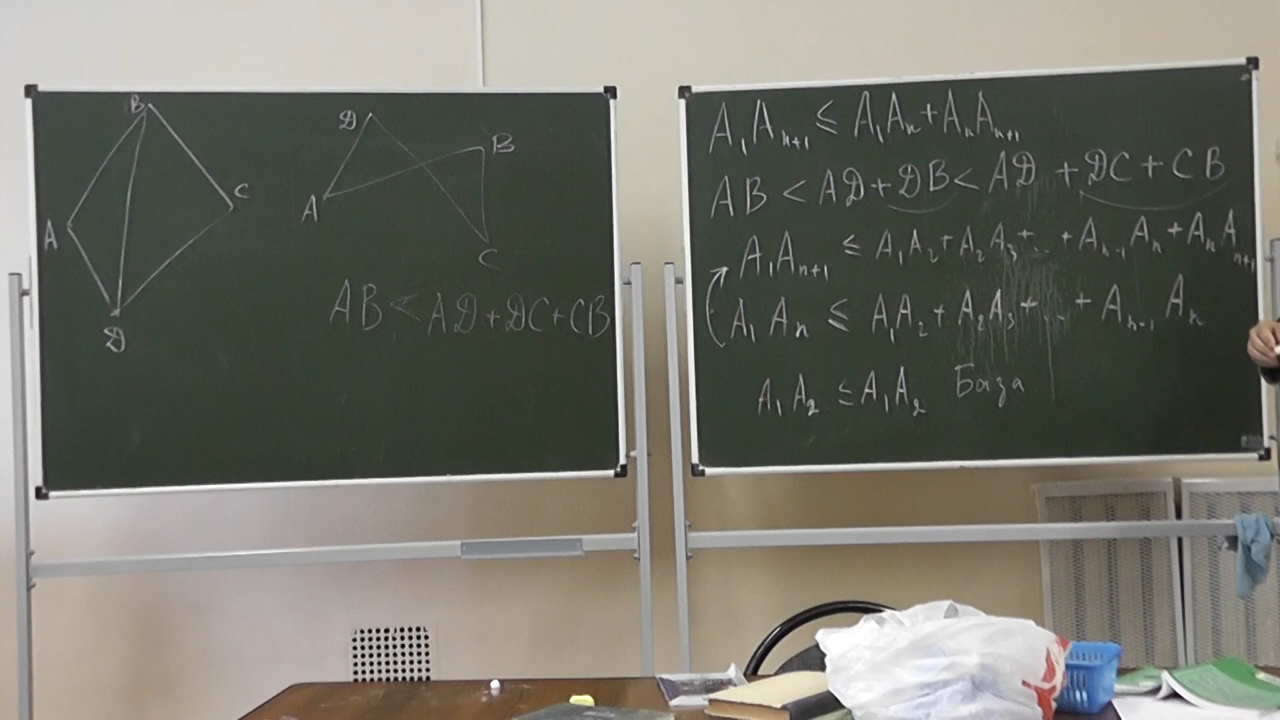 B
C
A
D
D
B
A
C
AB < AD + DC + CB
A₁Aₙ₊₁ ≤ A₁Aₙ + AₙAₙ₊₁
AB < AD + DB < AD + DC + CB
A₁Aₙ₊₁ ≤ A₁A₂ + A₂A₃ + ... + Aₙ₋₁Aₙ + AₙAₙ₊₁
A₁Aₙ ≤ A₁A₂ + A₂A₃ + ... + Aₙ₋₁Aₙ
A₁A₂ ≤ A₁A₂ База